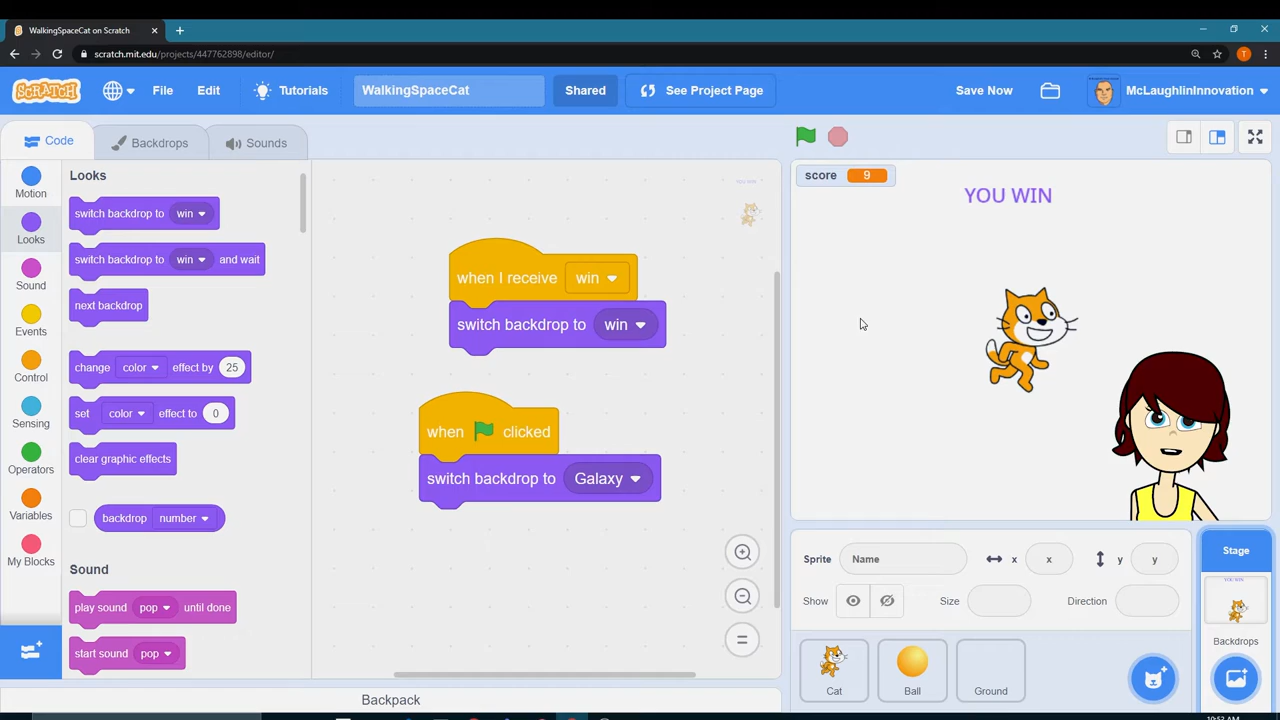 WalkingSpaceCat on Scratch
scratch.mit.edu/projects/447762898/editor/
T
SCRATCH
File
Edit
Tutorials
WalkingSpaceCat
Shared
See Project Page
Save Now
McLaughlinInnovation
Code
Backdrops
Sounds
Motion
Looks
Sound
Events
Control
Sensing
Operators
Variables
My Blocks
Looks
switch backdrop to win
switch backdrop to win and wait
next backdrop
change color effect by 25
set color effect to 0
clear graphic effects
backdrop number
Sound
play sound pop until done
start sound pop
when I receive win
switch backdrop to win
when clicked
switch backdrop to Galaxy
Backpack
score 9
YOU WIN
Sprite Name
x x
y y
Show
Size
Direction
Cat
Ball
Ground
Stage
YOU WIN
Backdrops